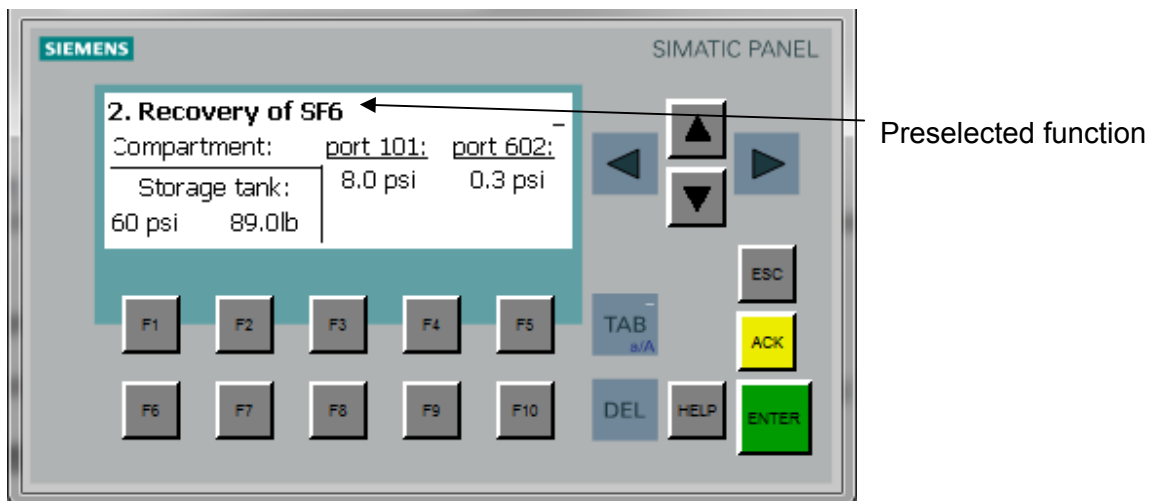 SIEMENS
SIMATIC PANEL
2. Recovery of SF6
_
Compartment: port 101: port 602:
Storage tank: 8.0 psi 0.3 psi
60 psi 89.0lb
Preselected function
ESC
F1 F2 F3 F4 F5 TAB
a/A
ACK
F6 F7 F8 F9 F10 DEL HELP ENTER